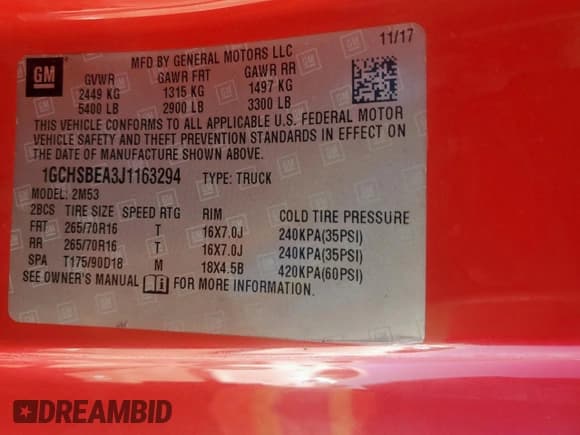 MFD BY GENERAL MOTORS LLC 11/17
GM
GVWR GAWR FRT GAWR RR
2449 KG 1315 KG 1497 KG
5400 LB 2900 LB 3300 LB
THIS VEHICLE CONFORMS TO ALL APPLICABLE U.S. FEDERAL MOTOR
VEHICLE SAFETY AND THEFT PREVENTION STANDARDS IN EFFECT ON
THE DATE OF MANUFACTURE SHOWN ABOVE.
1GCHSBEA3J1163294 TYPE: TRUCK
MODEL: 2M53
2BCS TIRE SIZE SPEED RTG RIM COLD TIRE PRESSURE
FRT 265/70R16 T 16X7.0J 240KPA(35PSI)
RR 265/70R16 T 16X7.0J 240KPA(35PSI)
SPA T175/90D18 M 18X4.5B 420KPA(60PSI)
SEE OWNER'S MANUAL FOR MORE INFORMATION.
DREAMBID